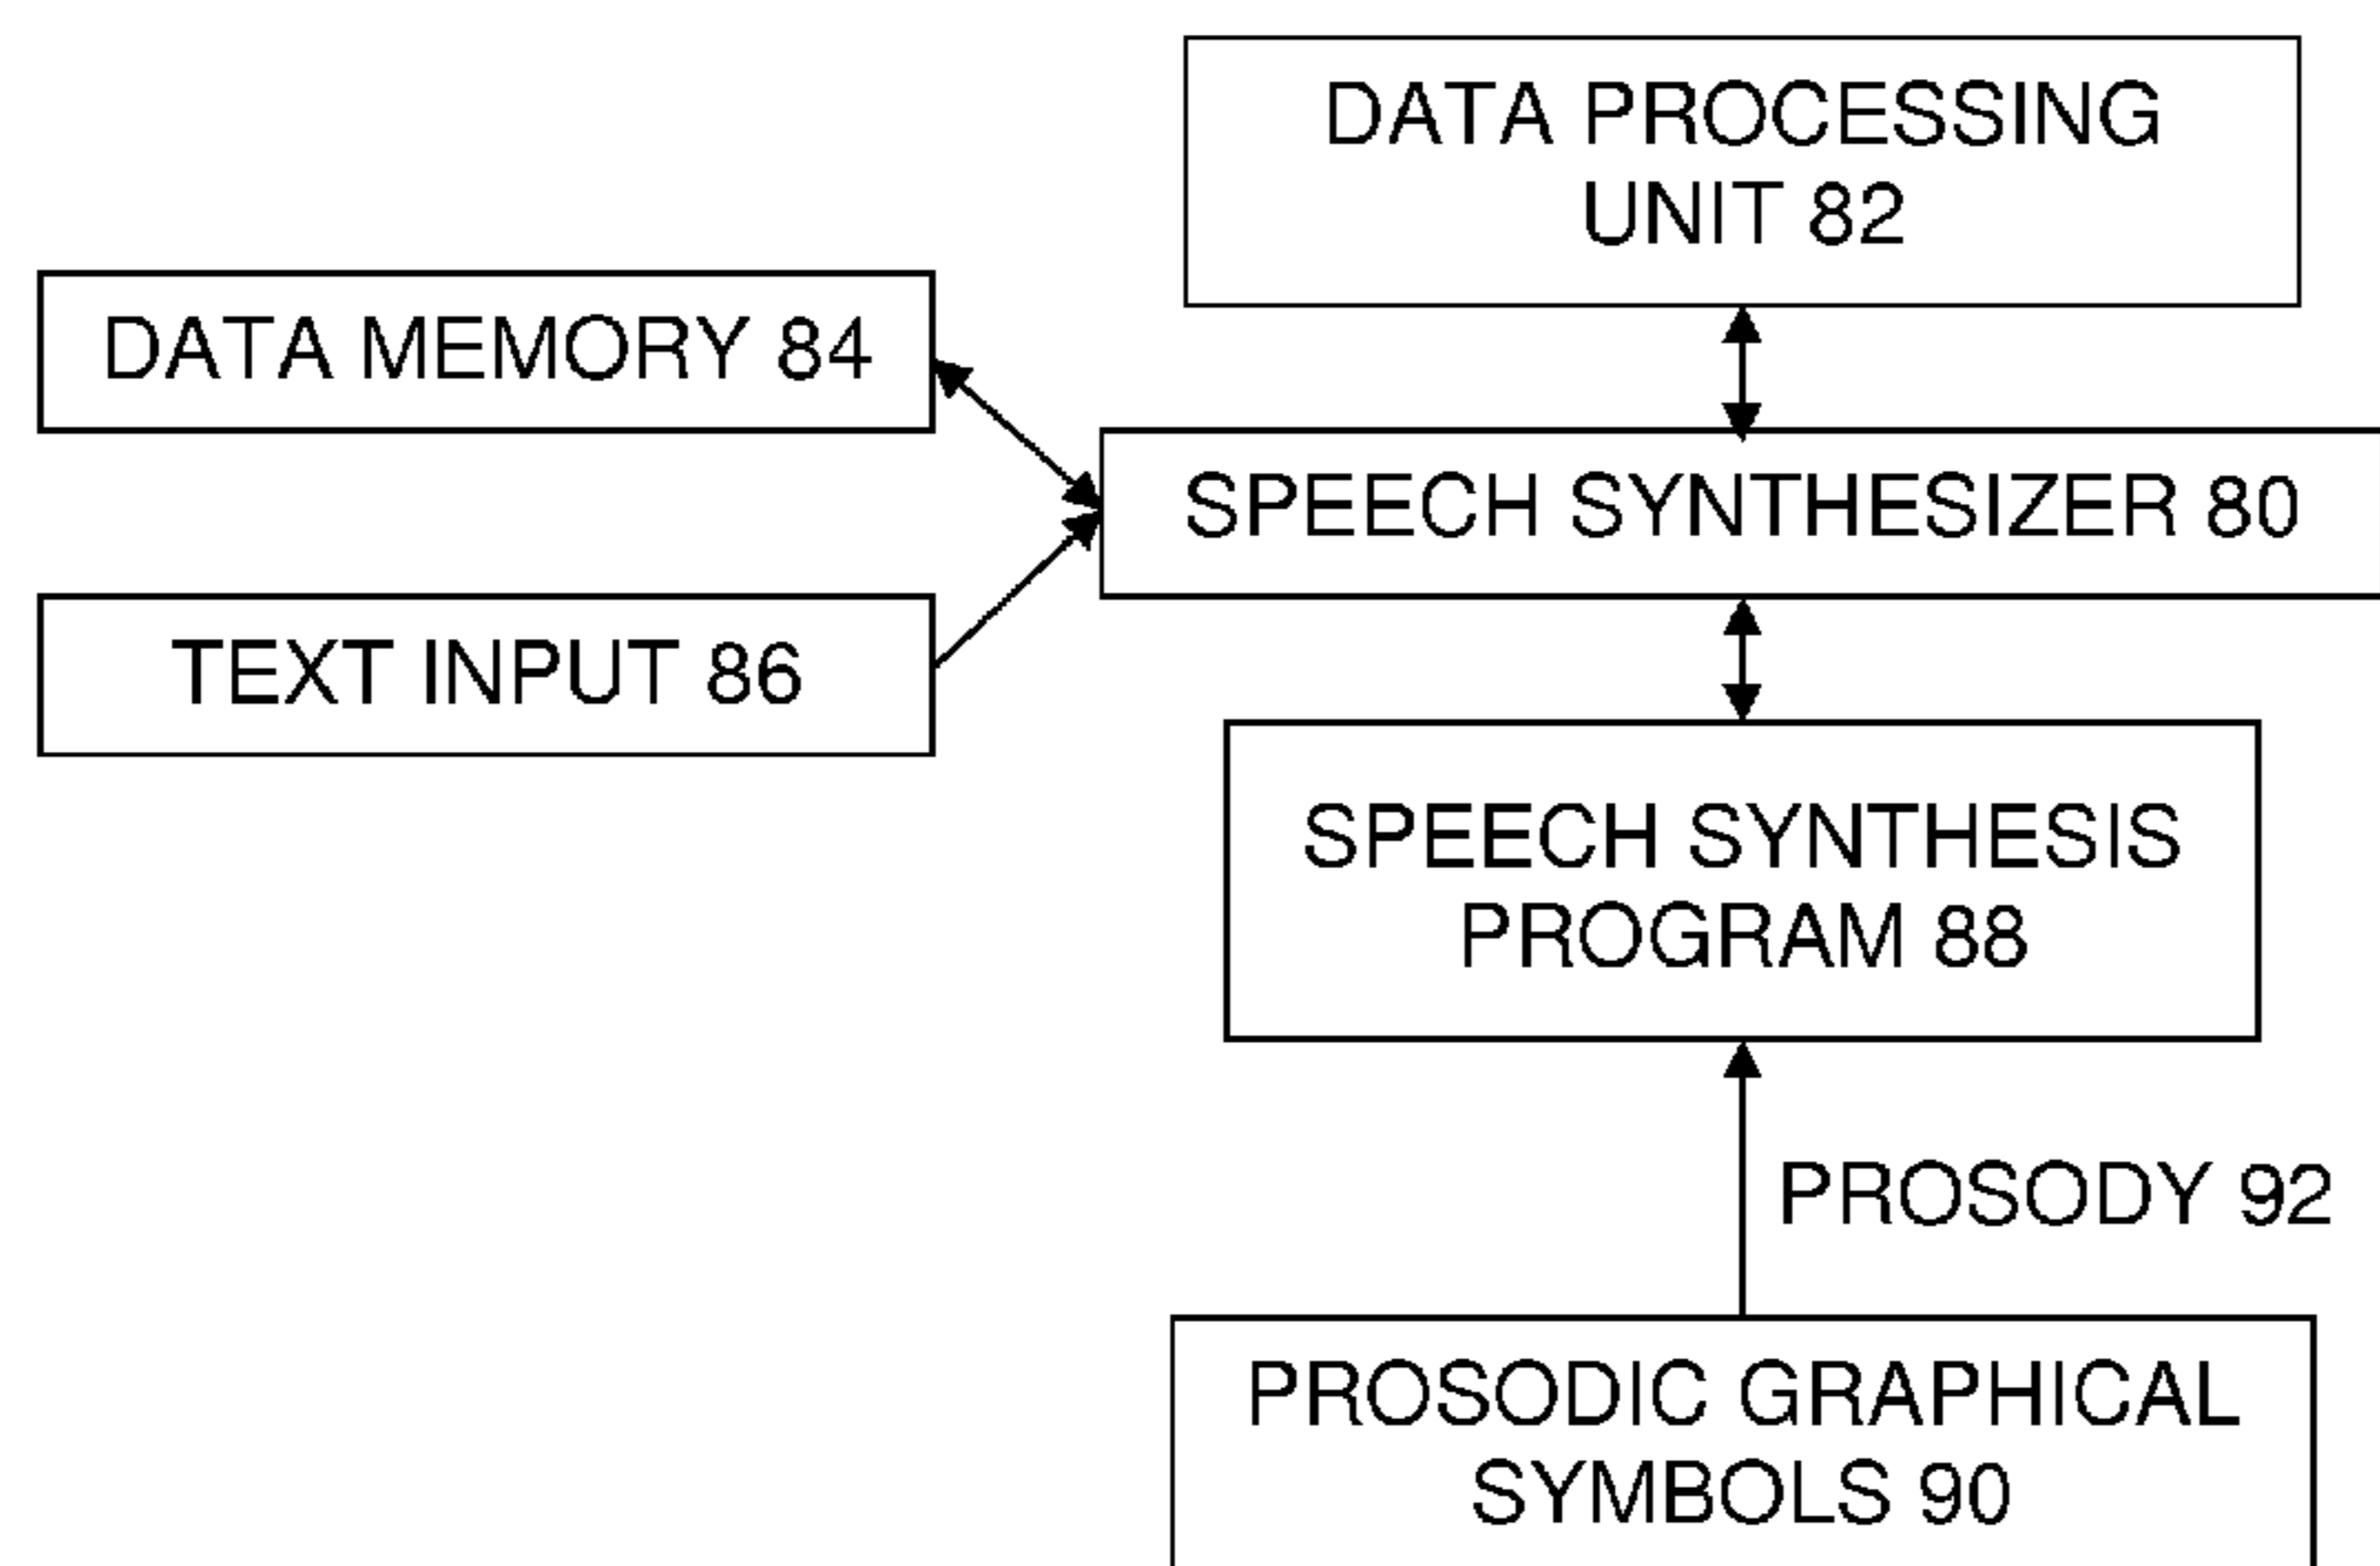 DATA PROCESSING
UNIT 82
DATA MEMORY 84
SPEECH SYNTHESIZER 80
TEXT INPUT 86
SPEECH SYNTHESIS
PROGRAM 88
PROSODY 92
PROSODIC GRAPHICAL
SYMBOLS 90